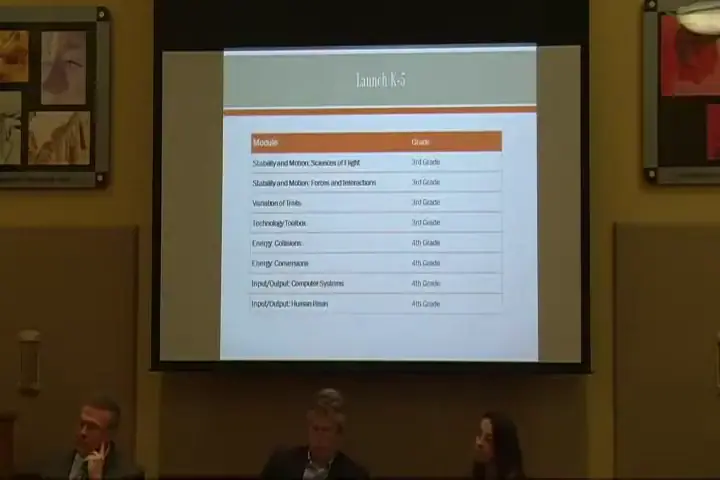 Launch K-5
Module Grade
Stability and Motion: Sciences of Flight 3rd Grade
Stability and Motion: Forces and Interactions 3rd Grade
Variation of Traits 3rd Grade
Technology Toolbox 3rd Grade
Energy: Collisions 4th Grade
Energy: Conversions 4th Grade
Input/Output: Computer Systems 4th Grade
Input/Output: Human Brain 4th Grade